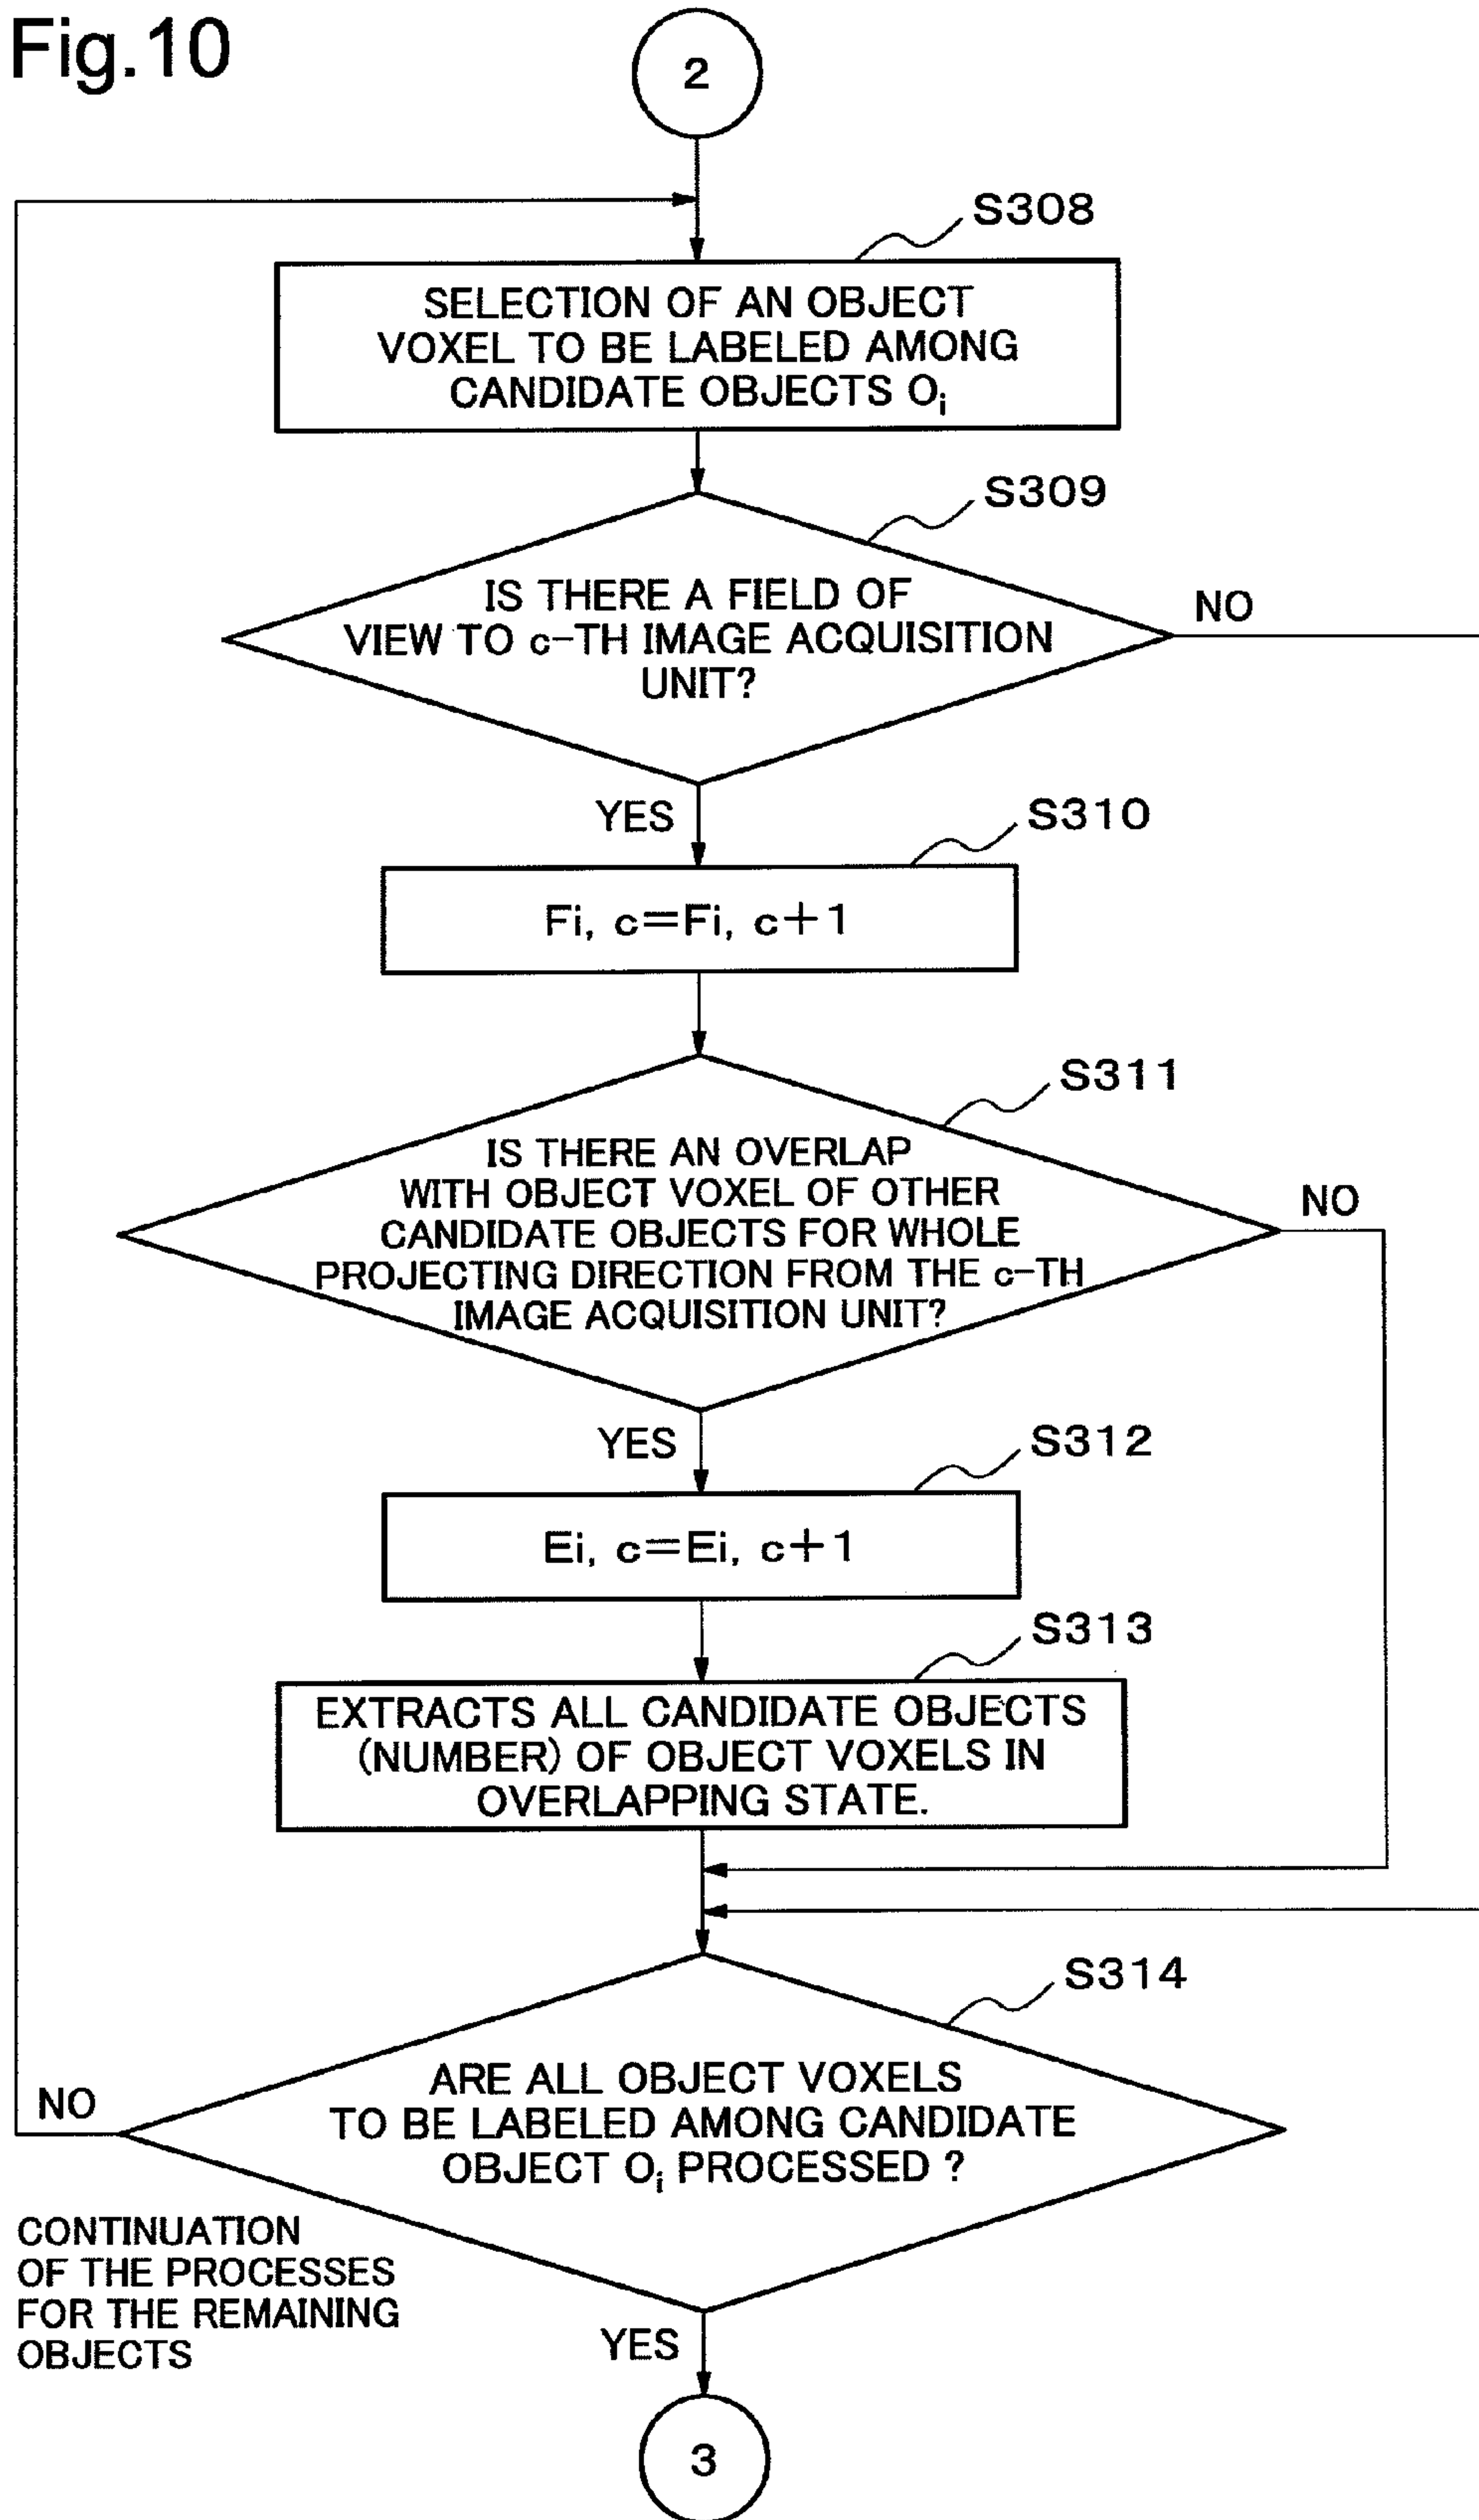 Fig.10
2
S308
SELECTION OF AN OBJECT
VOXEL TO BE LABELED AMONG
CANDIDATE OBJECTS Oi
S309
IS THERE A FIELD OF
VIEW TO c-TH IMAGE ACQUISITION
UNIT?
NO
YES
S310
Fi, c=Fi, c+1
S311
IS THERE AN OVERLAP
WITH OBJECT VOXEL OF OTHER
CANDIDATE OBJECTS FOR WHOLE
PROJECTING DIRECTION FROM THE c-TH
IMAGE ACQUISITION UNIT?
NO
YES
S312
Ei, c=Ei, c+1
S313
EXTRACTS ALL CANDIDATE OBJECTS
(NUMBER) OF OBJECT VOXELS IN
OVERLAPPING STATE.
S314
ARE ALL OBJECT VOXELS
TO BE LABELED AMONG CANDIDATE
OBJECT Oi PROCESSED ?
NO
CONTINUATION
OF THE PROCESSES
FOR THE REMAINING
OBJECTS
YES
3